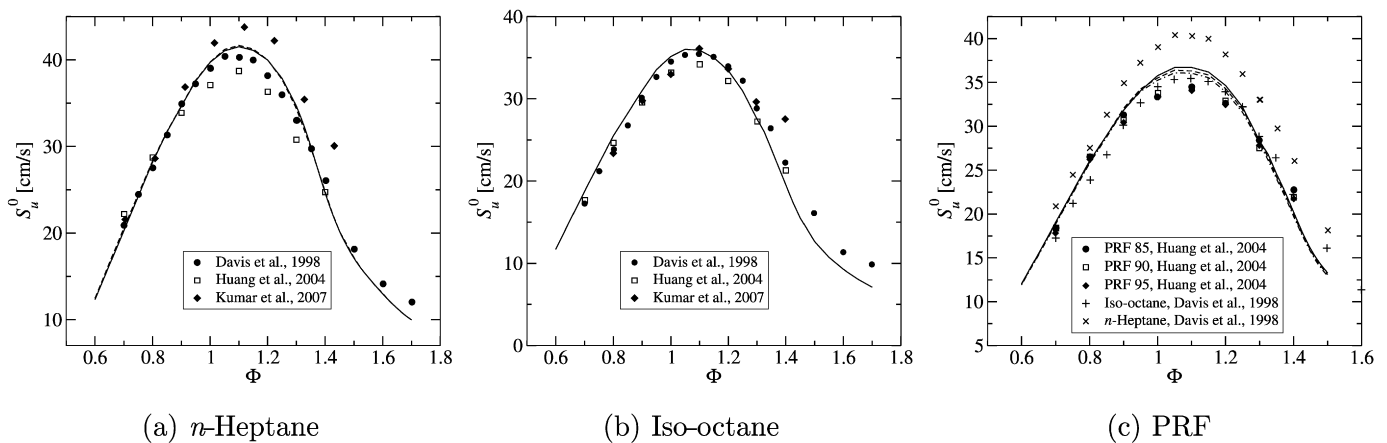 40
30
20
10
0.6 0.8 1 1.2 1.4 1.6 1.8
Φ
S_u^0 [cm/s]
Davis et al., 1998
Huang et al., 2004
Kumar et al., 2007
(a) n-Heptane
40
30
20
10
0
0.6 0.8 1 1.2 1.4 1.6 1.8
Φ
S_u^0 [cm/s]
Davis et al., 1998
Huang et al., 2004
Kumar et al., 2007
(b) Iso-octane
40
35
30
25
20
15
10
5
0.6 0.8 1 1.2 1.4 1.6
Φ
S_u^0 [cm/s]
PRF 85, Huang et al., 2004
PRF 90, Huang et al., 2004
PRF 95, Huang et al., 2004
Iso-octane, Davis et al., 1998
n-Heptane, Davis et al., 1998
(c) PRF